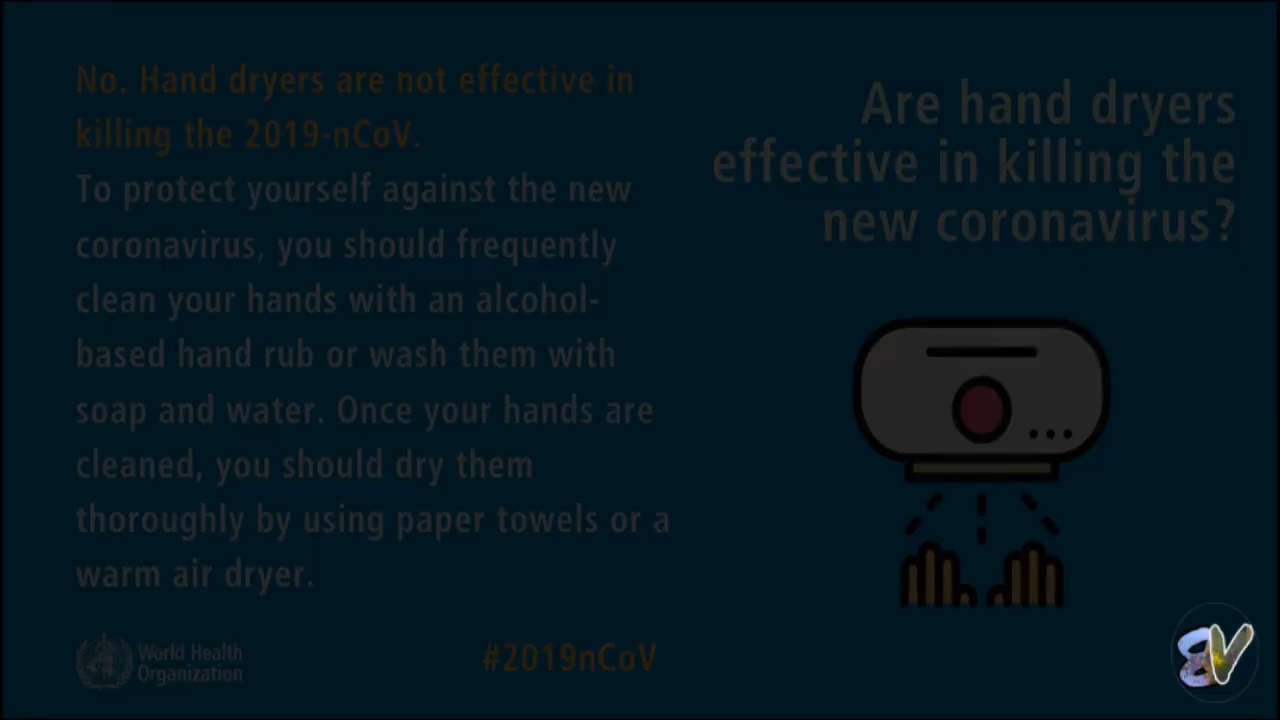 No. Hand dryers are not effective in
killing the 2019-nCoV.
To protect yourself against the new
coronavirus, you should frequently
clean your hands with an alcohol-
based hand rub or wash them with
soap and water. Once your hands are
cleaned, you should dry them
thoroughly by using paper towels or a
warm air dryer.
Are hand dryers
effective in killing the
new coronavirus?
World Health
Organization
#2019nCoV